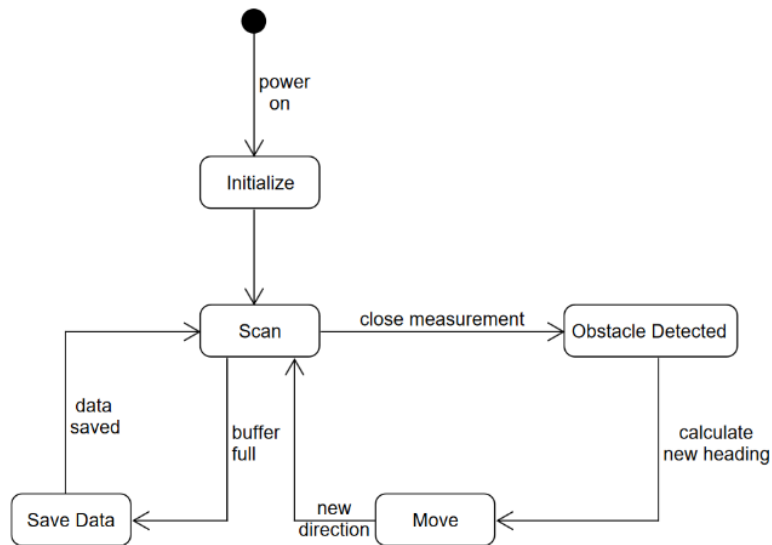 power
on
Initialize
Scan
close measurement
Obstacle Detected
data
saved
buffer
full
calculate
new heading
Save Data
new
direction
Move